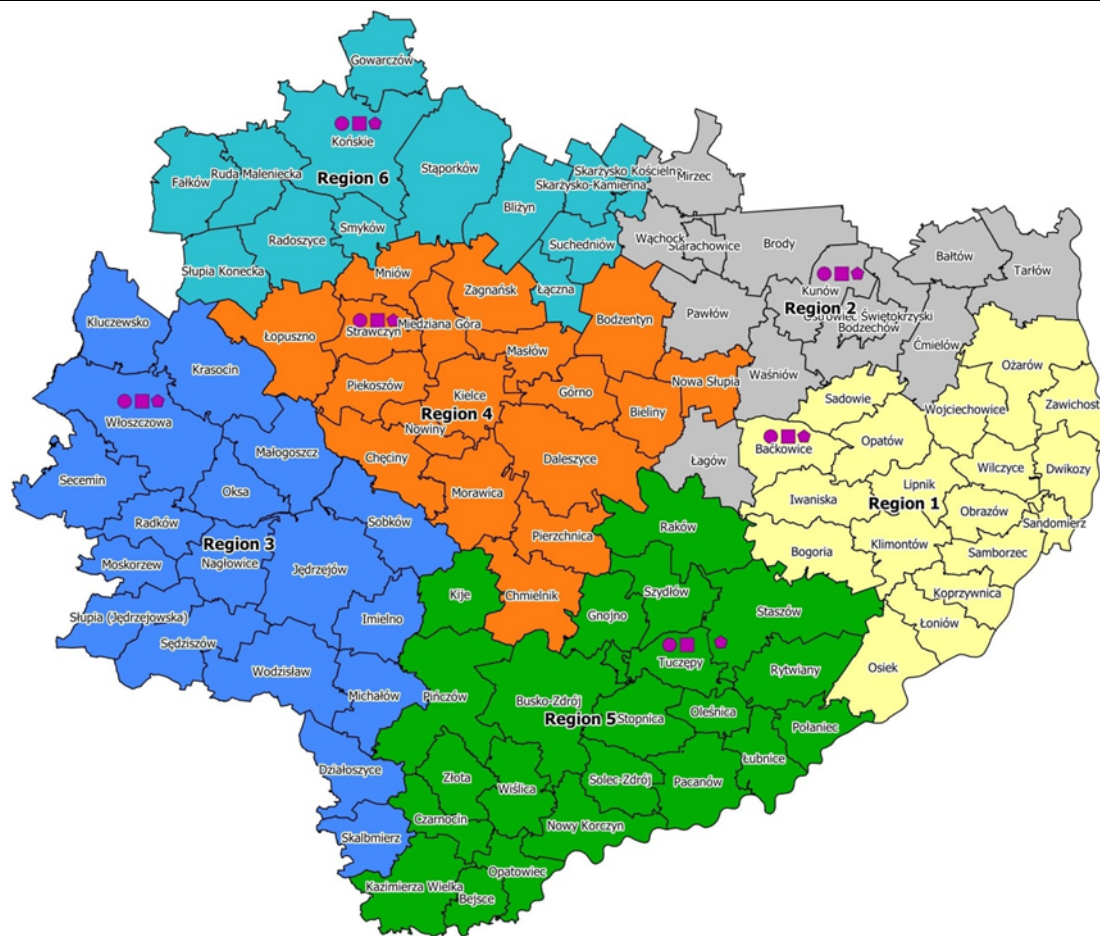 Gowarczów
Końskie
Stąporków
Ruda Maleniecka
Fałków
Region 6
Skarżysko Kościelne
Mirzec
Skarżysko-Kamienna
Bliżyn
Smyków
Radoszyce
Suchedniów
Wąchock
Starachowice
Brody
Bałtów
Tarłów
Słupia Konecka
Mniów
Zagnańsk
Łączna
Kunów
Kluczewsko
Łopuszno
Strawczyn
Miedziana Góra
Bodzentyn
Pawłów
Region 2
Ostrowiec Świętokrzyski
Bodzechów
Ćmielów
Masłów
Krasocin
Ożarów
Piekoszów
Kielce
Górno
Nowa Słupia
Waśniów
Sadowie
Wojciechowice
Zawichost
Włoszczowa
Region 4
Nowiny
Bieliny
Baćkowice
Opatów
Małogoszcz
Chęciny
Daleszyce
Łagów
Wilczyce
Dwikozy
Secemin
Oksa
Morawica
Iwaniska
Lipnik
Region 1
Obrazów
Radków
Sobków
Raków
Sandomierz
Region 3
Pierzchnica
Bogoria
Klimontów
Samborzec
Moskorzew
Nagłowice
Jędrzejów
Kije
Chmielnik
Szydłów
Koprzywnica
Słupia (Jędrzejowska)
Imielno
Gnojno
Staszów
Łoniów
Sędziszów
Wodzisław
Tuczępy
Rytwiany
Osiek
Michałów
Pińczów
Busko-Zdrój
Region 5
Stopnica
Oleśnica
Połaniec
Działoszyce
Złota
Wiślica
Solec-Zdrój
Pacanów
Łubnice
Czarnocin
Nowy Korczyn
Skalbmierz
Opatowiec
Kazimierza Wielka
Bejsce